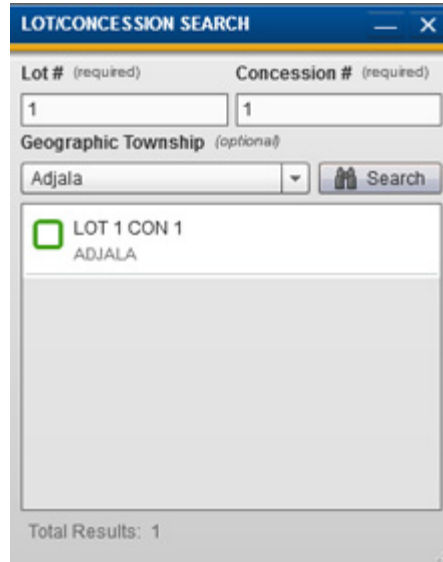 LOT/CONCESSION SEARCH
Lot # (required) Concession # (required)
1 1
Geographic Township (optional)
Adjala Search
LOT 1 CON 1
ADJALA
Total Results: 1